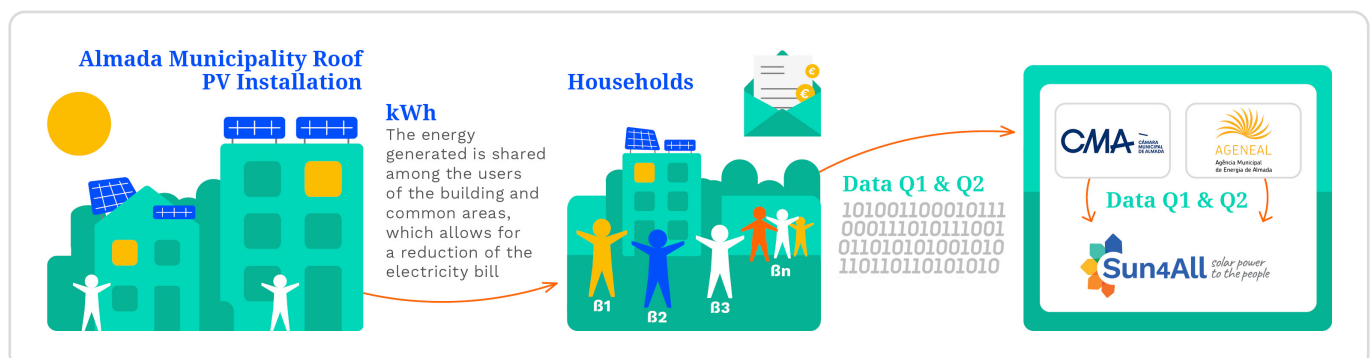 Almada Municipality Roof
PV Installation
kWh
The energy
generated is shared
among the users
of the building and
common areas,
which allows for
a reduction of the
electricity bill
Households
€
€
ß1
ß2
ß3
ßn
Data Q1 & Q2
101001100010111
000111010111001
011010101001010
110110110101010
CMA
CÂMARA
MUNICIPAL
DE ALMADA
AGENEAL
Agência Municipal
de Energia de Almada
Data Q1 & Q2
Sun4All
solar power
to the people